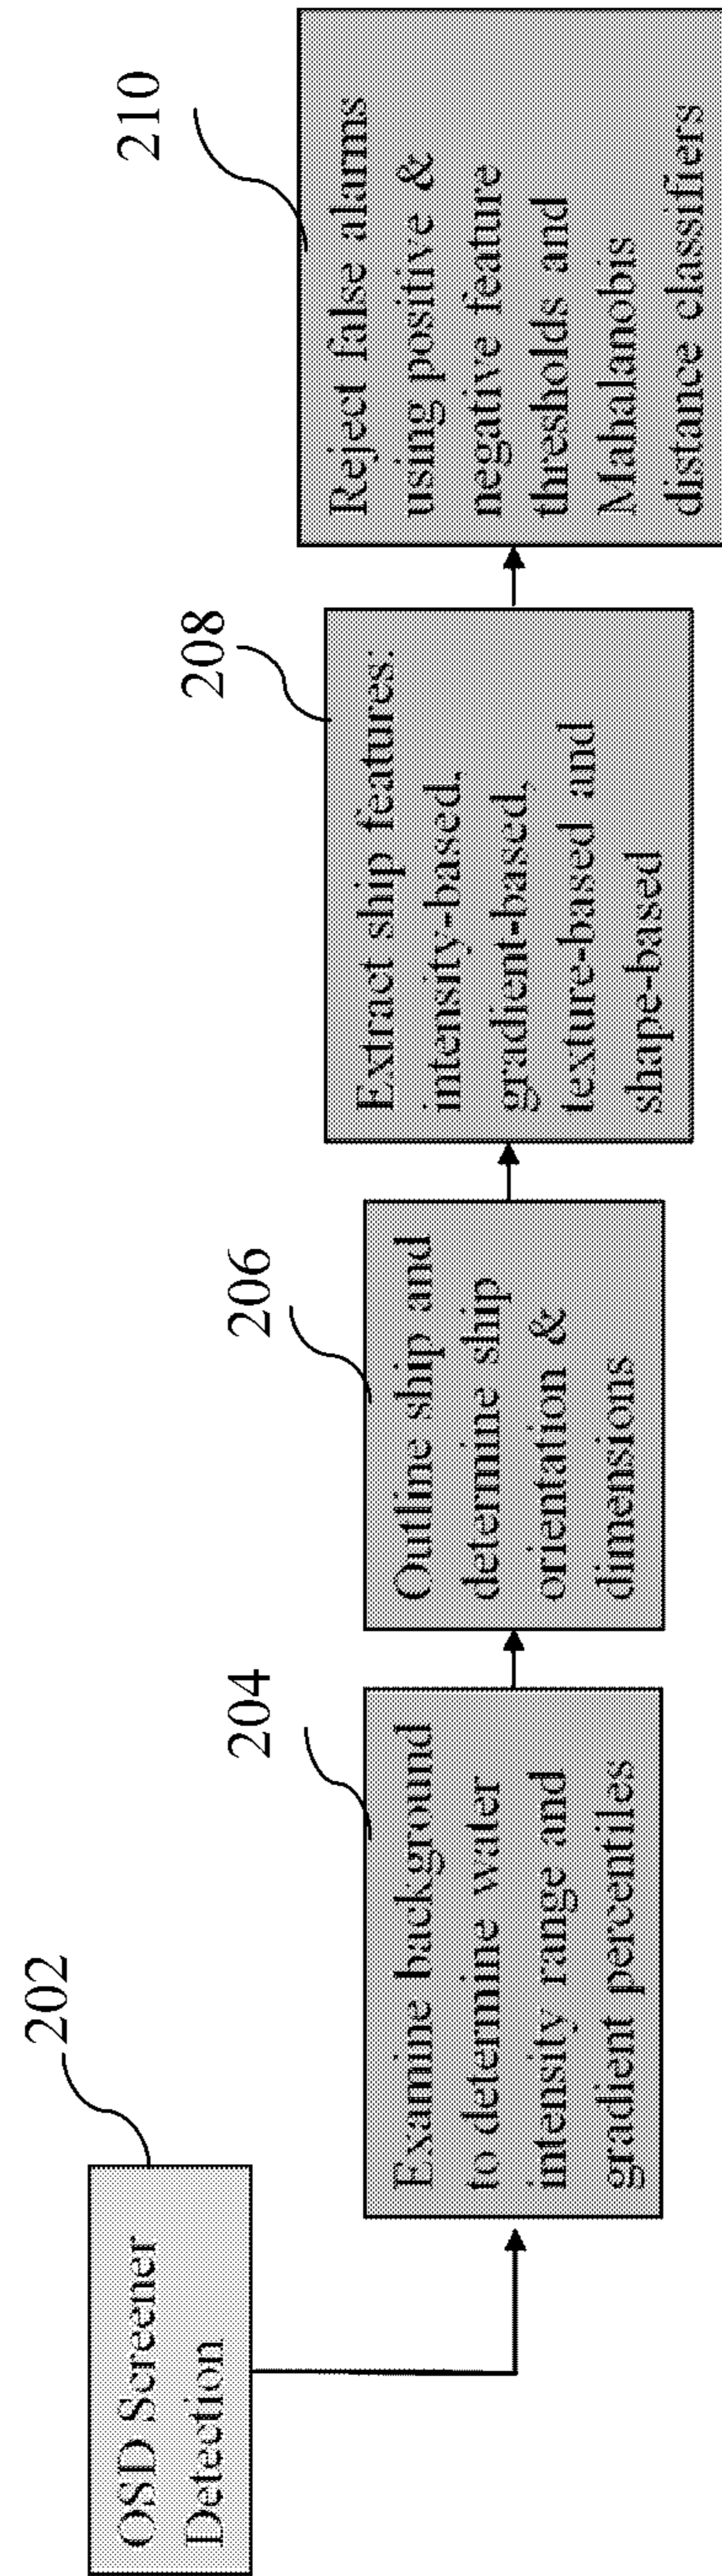 202
OSD Screener
Detection
204
Examine background
to determine water
intensity range and
gradient percentiles
206
Outline ship and
determine ship
orientation &
dimensions
208
Extract ship features:
intensity-based,
gradient-based,
texture-based and
shape-based
210
Reject false alarms
using positive &
negative feature
thresholds and
Mahalanobis
distance classifiers